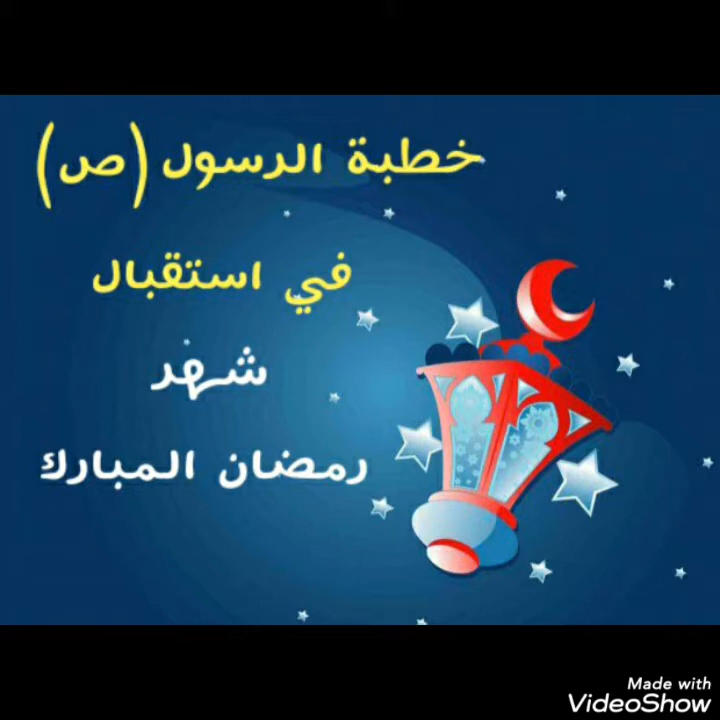 خطبة الرسول (ص)
في استقبال
شهر
رمضان المبارك
Made with
VideoShow